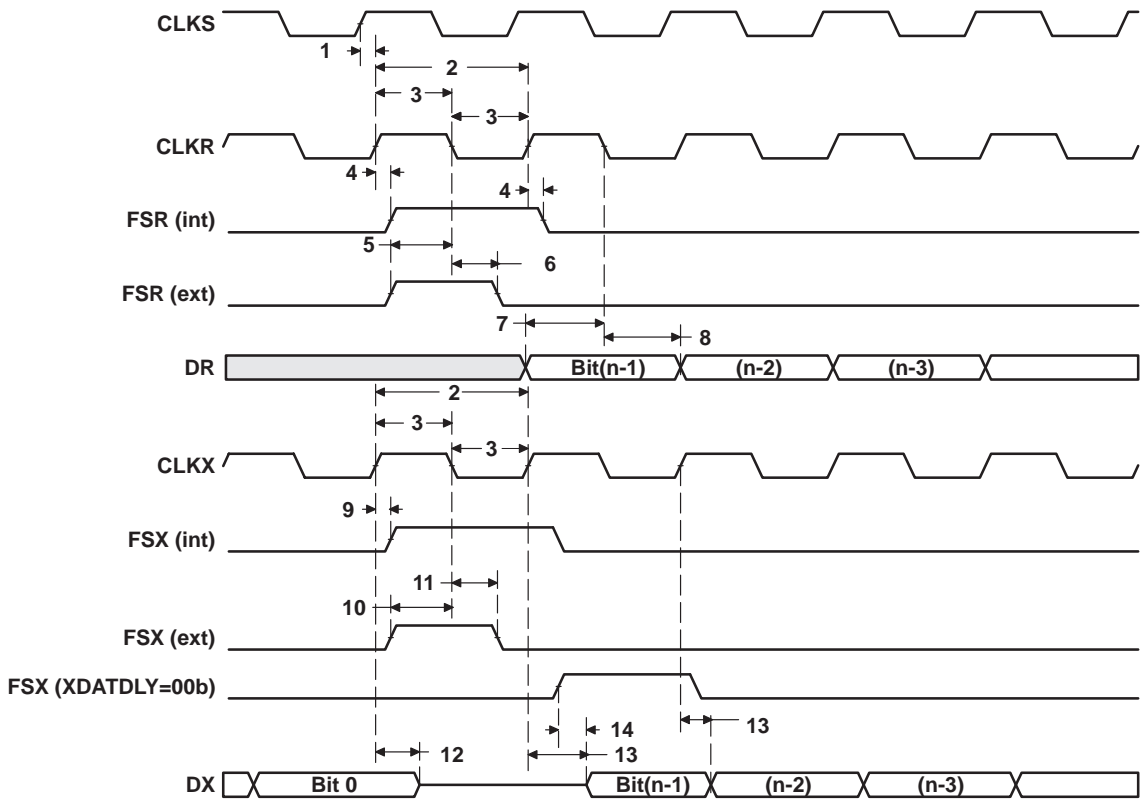 CLKS
1
2
3
3
CLKR
4
4
FSR (int)
5
6
FSR (ext)
7
8
DR
Bit(n-1)
(n-2)
(n-3)
2
3
3
CLKX
9
FSX (int)
11
10
FSX (ext)
FSX (XDATDLY=00b)
14
13
12
13
DX
Bit 0
Bit(n-1)
(n-2)
(n-3)